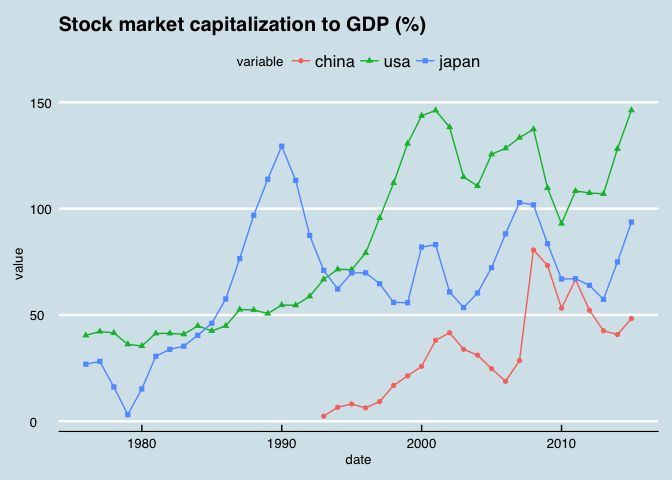 Stock market capitalization to GDP (%)
variable china usa japan
150
100
50
0
value
1980 1990 2000 2010
date